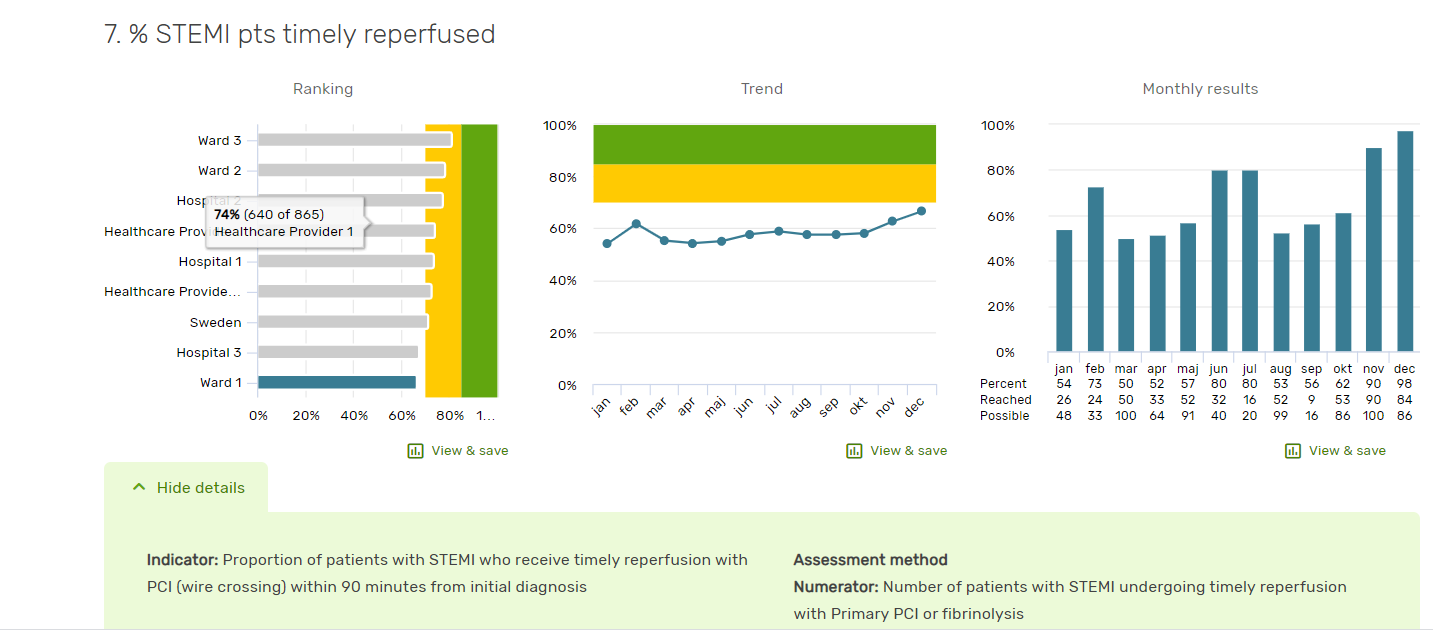 7. % STEMI pts timely reperfused
Ranking
Ward 3
Ward 2
Hospital 2
Healthcare Prov
Hospital 1
Healthcare Provide...
Sweden
Hospital 3
Ward 1
74% (640 of 865)
Healthcare Provider 1
0% 20% 40% 60% 80% 1...
View & save
Trend
100%
80%
60%
40%
20%
0%
jan feb mar apr maj jun jul aug sep okt nov dec
View & save
Monthly results
100%
80%
60%
40%
20%
0%
jan feb mar apr maj jun jul aug sep okt nov dec
Percent 54 73 50 52 57 80 80 53 56 62 90 98
Reached 26 24 50 33 52 32 16 52 9 53 90 84
Possible 48 33 100 64 91 40 20 99 16 86 100 86
View & save
Hide details
Indicator: Proportion of patients with STEMI who receive timely reperfusion with
PCI (wire crossing) within 90 minutes from initial diagnosis
Assessment method
Numerator: Number of patients with STEMI undergoing timely reperfusion
with Primary PCI or fibrinolysis